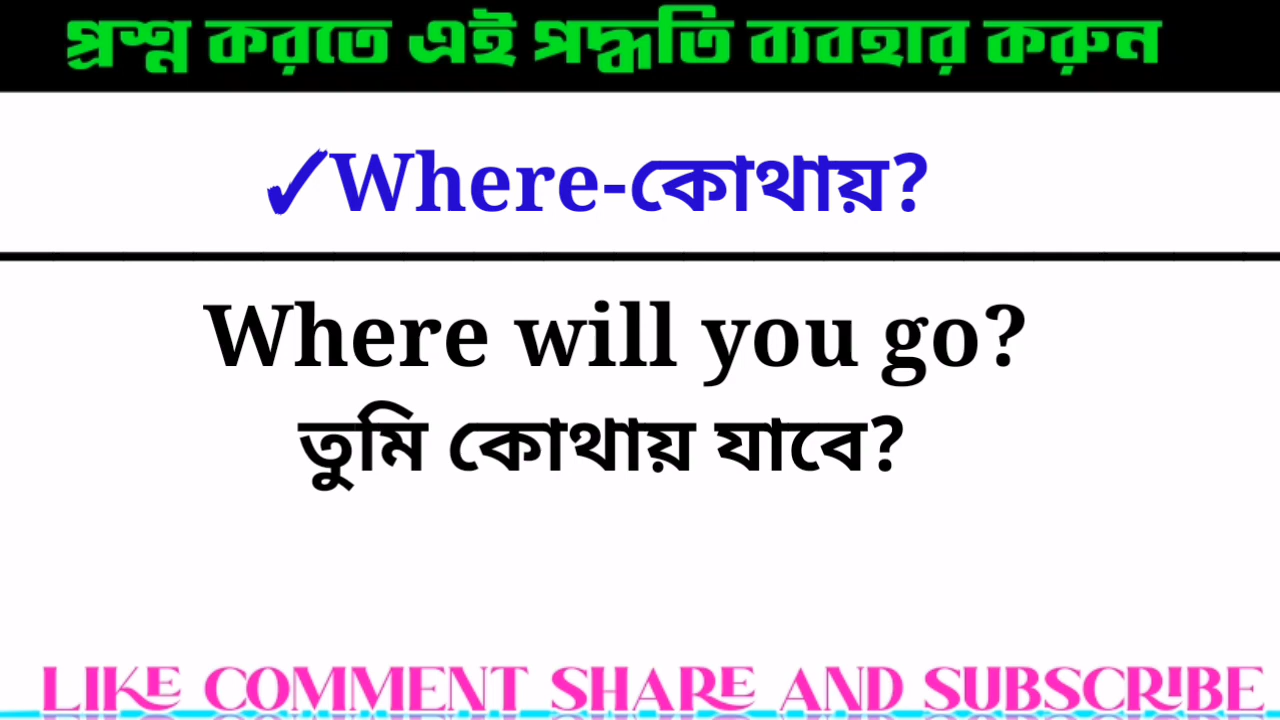 প্রশ্ন করতে এই পদ্ধতি ব্যবহার করুন
✓Where-কোথায়?
Where will you go?
তুমি কোথায় যাবে?
LIKE COMMENT SHARE AND SUBSCRIBE